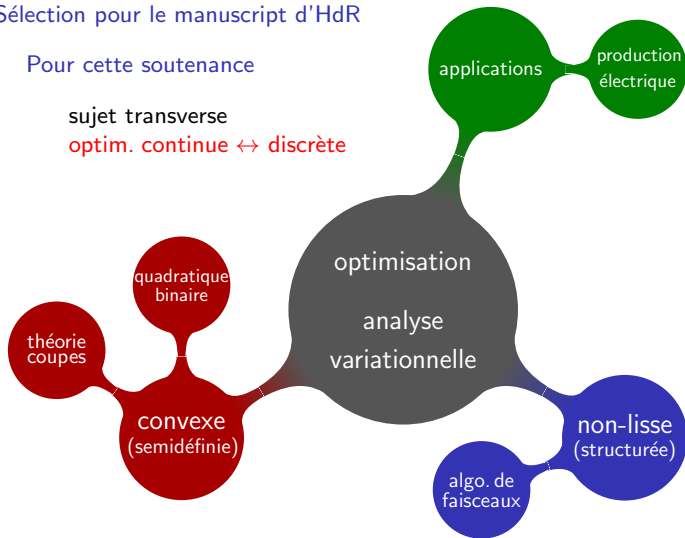 Sélection pour le manuscript d'HdR
Pour cette soutenance
sujet transverse
optim. continue ↔ discrète
applications
production
électrique
optimisation
analyse
variationnelle
quadratique
binaire
théorie
coupes
convexe
(semidéfinie)
non-lisse
(structurée)
algo. de
faisceaux